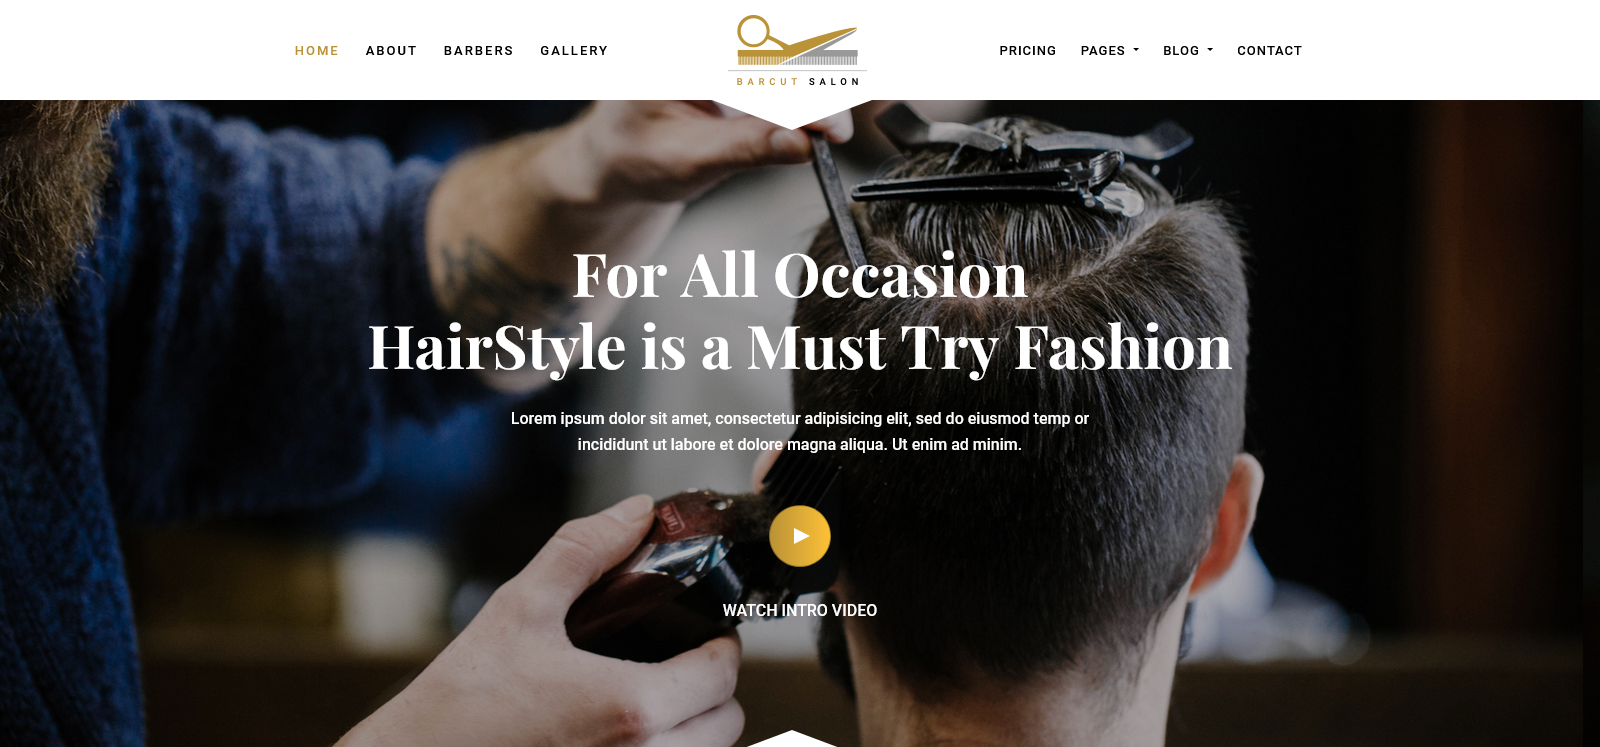 HOME ABOUT BARBERS GALLERY
BARCUT SALON
PRICING PAGES BLOG CONTACT
For All Occasion
HairStyle is a Must Try Fashion
Lorem ipsum dolor sit amet, consectetur adipisicing elit, sed do eiusmod temp or
incididunt ut labore et dolore magna aliqua. Ut enim ad minim.
WATCH INTRO VIDEO